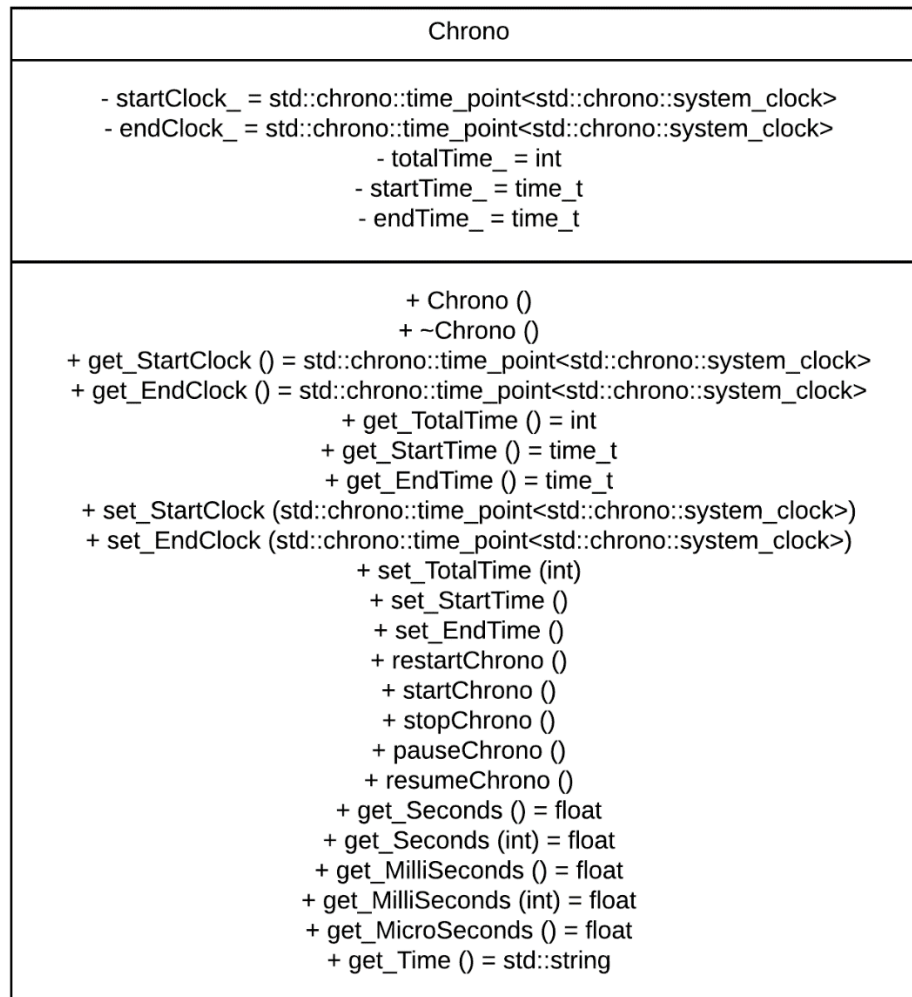 Chrono
- startClock_ = std::chrono::time_point<std::chrono::system_clock>
- endClock_ = std::chrono::time_point<std::chrono::system_clock>
- totalTime_ = int
- startTime_ = time_t
- endTime_ = time_t
+ Chrono ()
+ ~Chrono ()
+ get_StartClock () = std::chrono::time_point<std::chrono::system_clock>
+ get_EndClock () = std::chrono::time_point<std::chrono::system_clock>
+ get_TotalTime () = int
+ get_StartTime () = time_t
+ get_EndTime () = time_t
+ set_StartClock (std::chrono::time_point<std::chrono::system_clock>)
+ set_EndClock (std::chrono::time_point<std::chrono::system_clock>)
+ set_TotalTime (int)
+ set_StartTime ()
+ set_EndTime ()
+ restartChrono ()
+ startChrono ()
+ stopChrono ()
+ pauseChrono ()
+ resumeChrono ()
+ get_Seconds () = float
+ get_Seconds (int) = float
+ get_MilliSeconds () = float
+ get_MilliSeconds (int) = float
+ get_MicroSeconds () = float
+ get_Time () = std::string